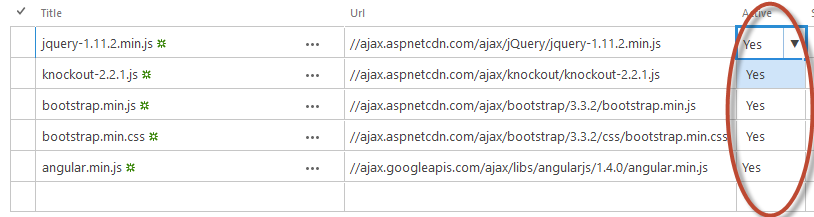 ✓ Title Url Active S
jquery-1.11.2.min.js ... //ajax.aspnetcdn.com/ajax/jQuery/jquery-1.11.2.min.js Yes ▼
knockout-2.2.1.js ... //ajax.aspnetcdn.com/ajax/knockout/knockout-2.2.1.js Yes
bootstrap.min.js ... //ajax.aspnetcdn.com/ajax/bootstrap/3.3.2/bootstrap.min.js Yes
bootstrap.min.css ... //ajax.aspnetcdn.com/ajax/bootstrap/3.3.2/css/bootstrap.min.css Yes
angular.min.js ... //ajax.googleapis.com/ajax/libs/angularjs/1.4.0/angular.min.js Yes